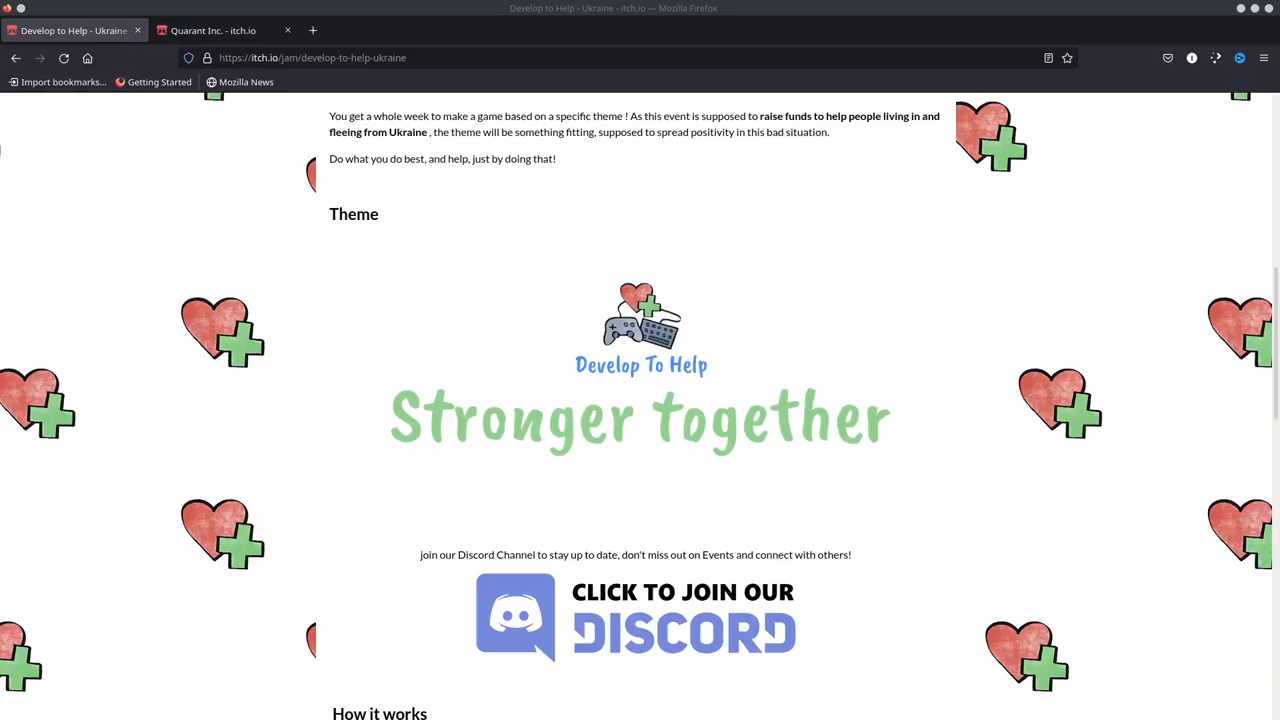 Develop to Help - Ukraine - itch.io — Mozilla Firefox
Develop to Help - Ukraine
Quarant Inc. - itch.io
https://itch.io/jam/develop-to-help-ukraine
Import bookmarks...
Getting Started
Mozilla News
You get a whole week to make a game based on a specific theme ! As this event is supposed to raise funds to help people living in and
fleeing from Ukraine , the theme will be something fitting, supposed to spread positivity in this bad situation.
Do what you do best, and help, just by doing that!
Theme
Develop To Help
Stronger together
join our Discord Channel to stay up to date, don't miss out on Events and connect with others!
CLICK TO JOIN OUR
DISCORD
How it works